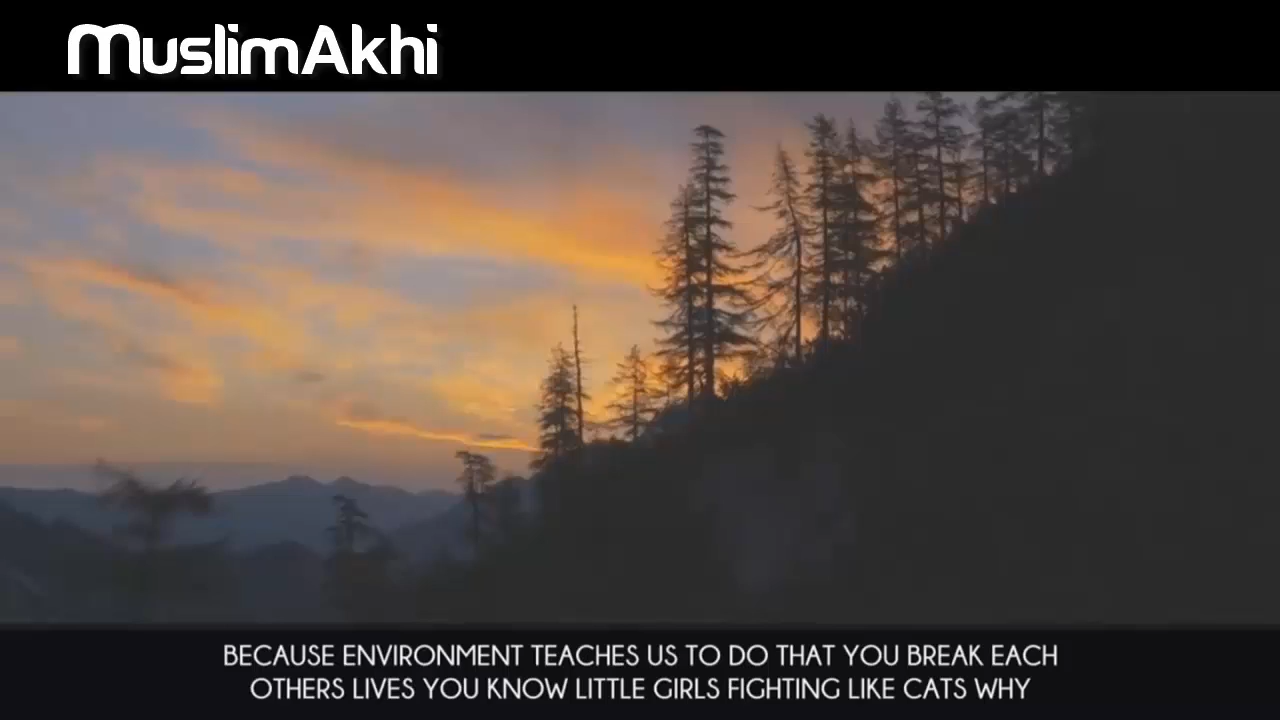 MuslimAkhi
BECAUSE ENVIRONMENT TEACHES US TO DO THAT YOU BREAK EACH
OTHERS LIVES YOU KNOW LITTLE GIRLS FIGHTING LIKE CATS WHY